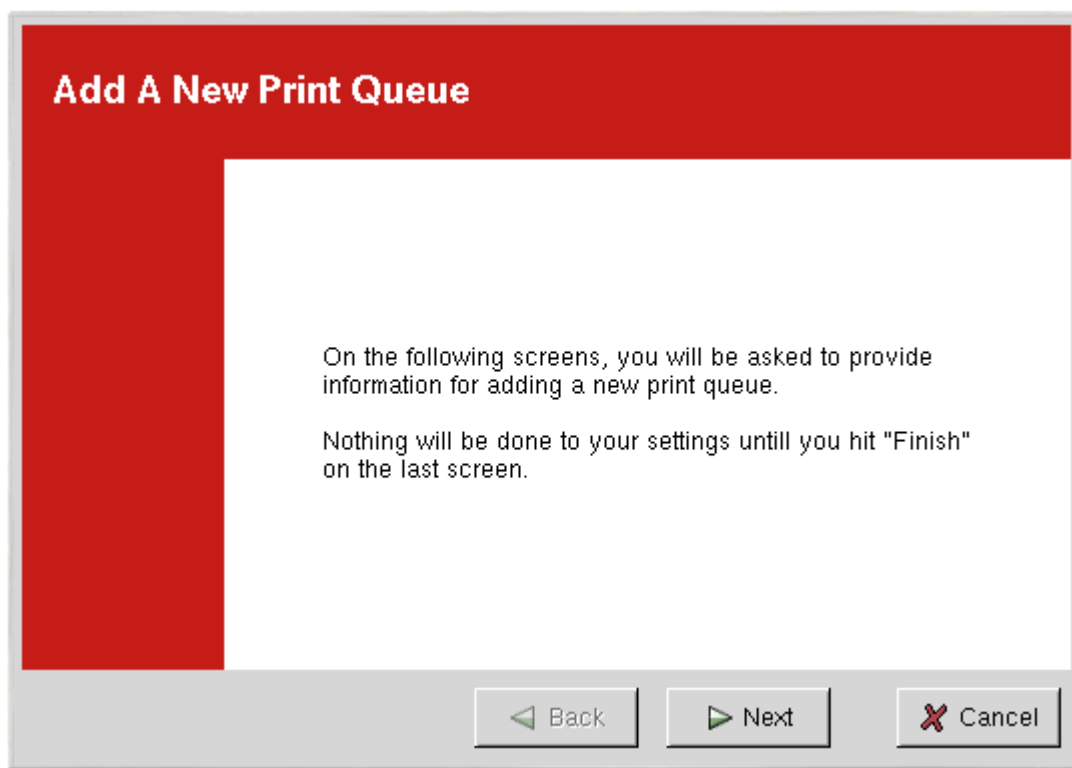 Add A New Print Queue
On the following screens, you will be asked to provide
information for adding a new print queue.
Nothing will be done to your settings untill you hit "Finish"
on the last screen.
Back
Next
Cancel